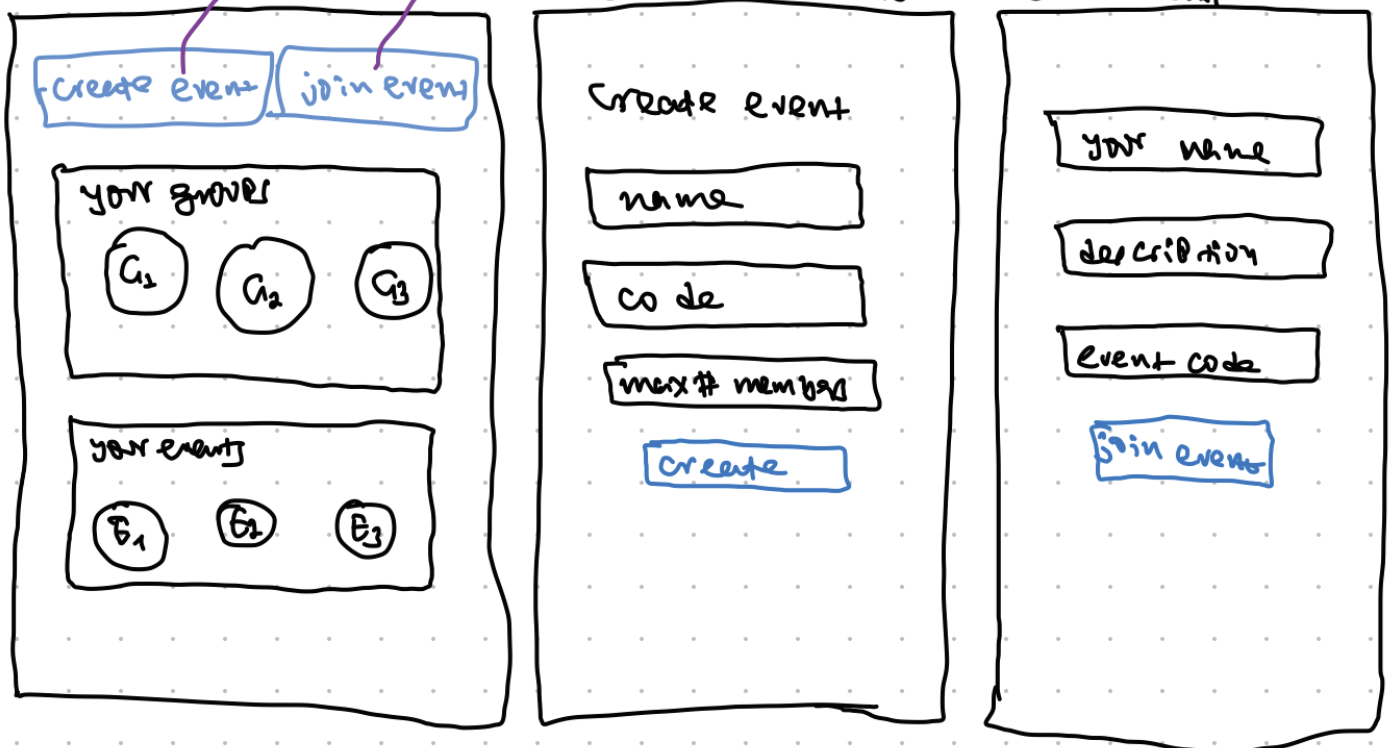 create event
join event
your groups
G1 G2 G3
your events
E1 E2 E3
Create event
name
code
max # members
create
your name
description
event code
join event